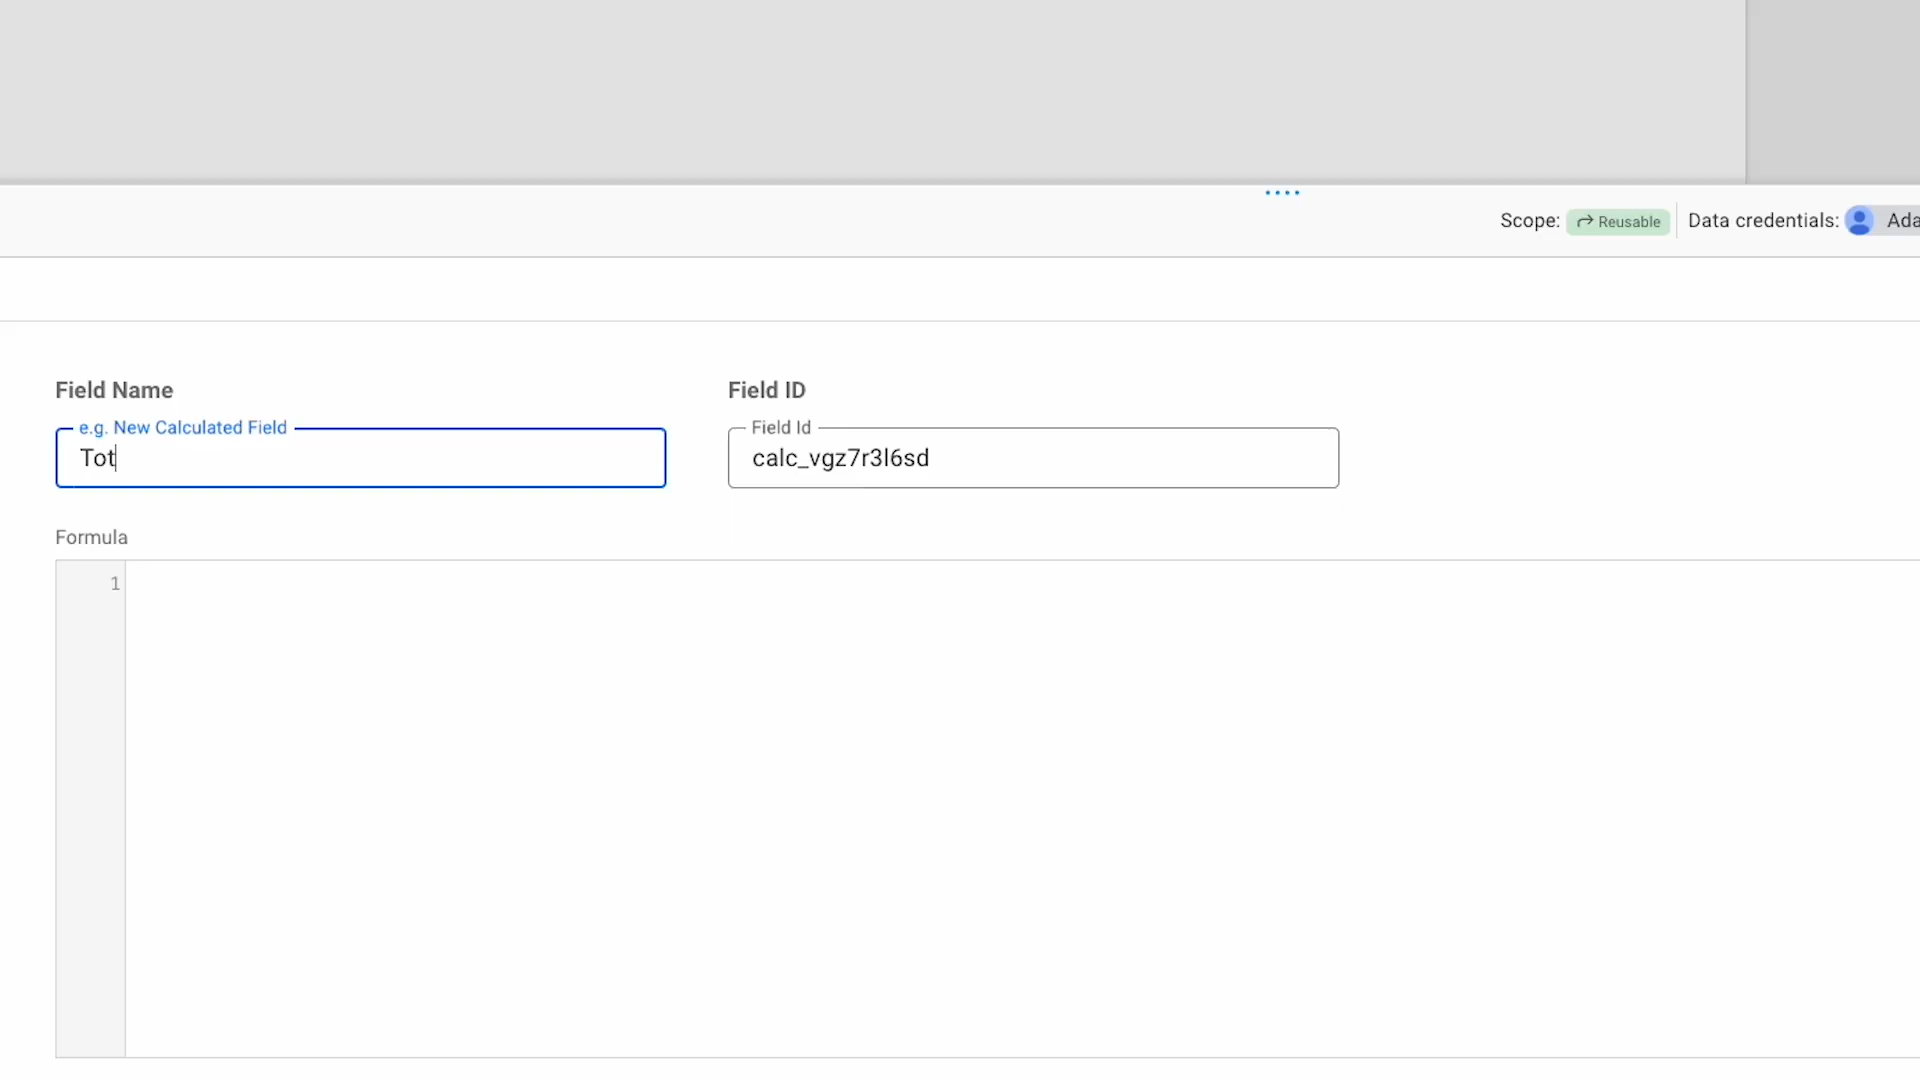 Scope: Reusable Data credentials: Ada
Field Name Field ID
e.g. New Calculated Field Field Id
Tot calc_vgz7r3l6sd
Formula
1